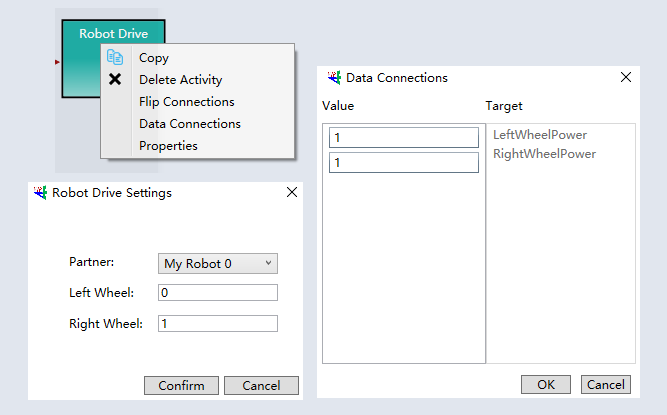 Robot Drive
Copy
Delete Activity
Flip Connections
Data Connections
Properties
Robot Drive Settings
Partner:
My Robot 0
Left Wheel:
0
Right Wheel:
1
Confirm
Cancel
Data Connections
Value
Target
1
LeftWheelPower
1
RightWheelPower
OK
Cancel